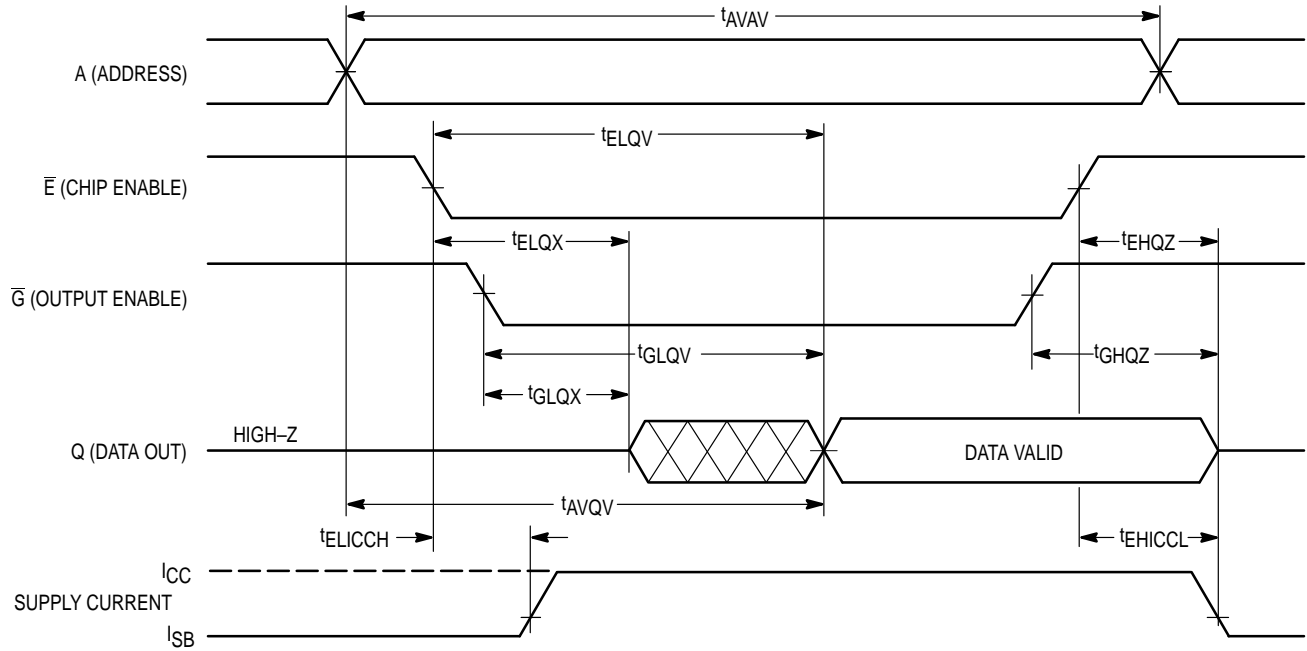 tAVAV
A (ADDRESS)
tELQV
E̅ (CHIP ENABLE)
tELQX
tEHQZ
G̅ (OUTPUT ENABLE)
tGLQV
tGHQZ
tGLQX
HIGH–Z
Q (DATA OUT)
DATA VALID
tAVQV
tELICCH
tEHICCL
ICC
SUPPLY CURRENT
ISB